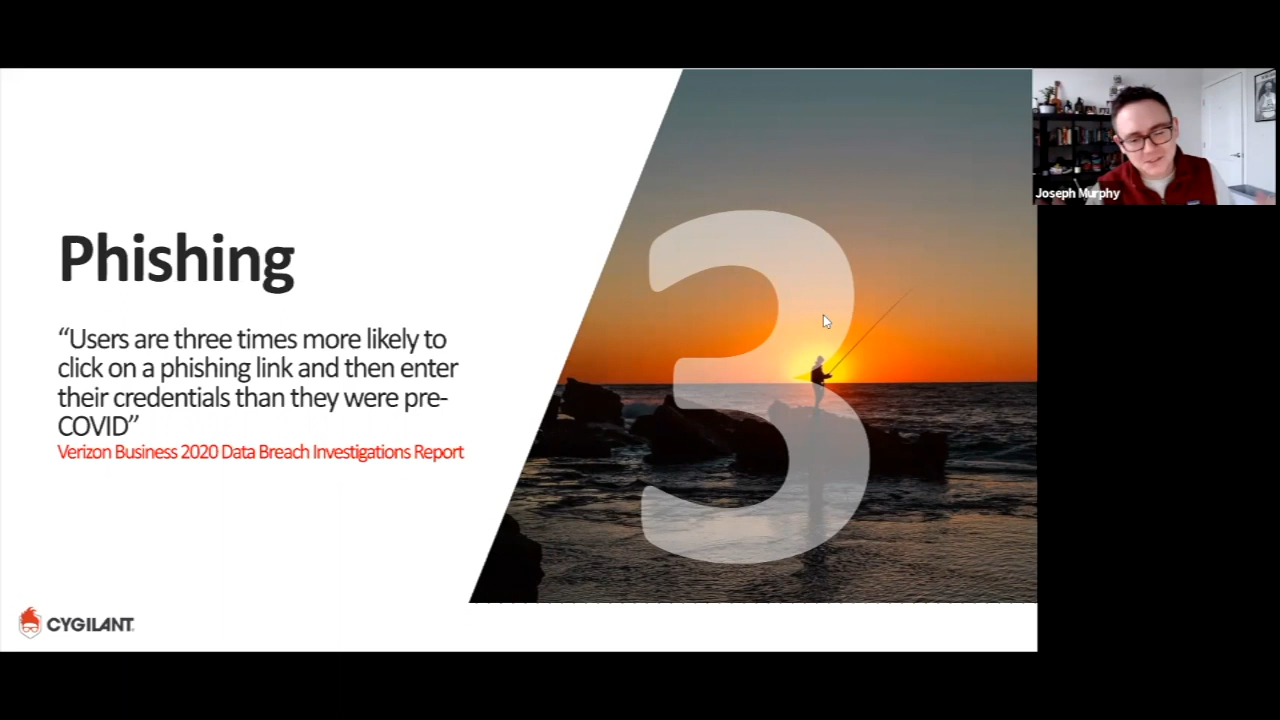 Phishing
“Users are three times more likely to
click on a phishing link and then enter
their credentials than they were pre-
COVID”
Verizon Business 2020 Data Breach Investigations Report
3
CYGILANT
Joseph Murphy